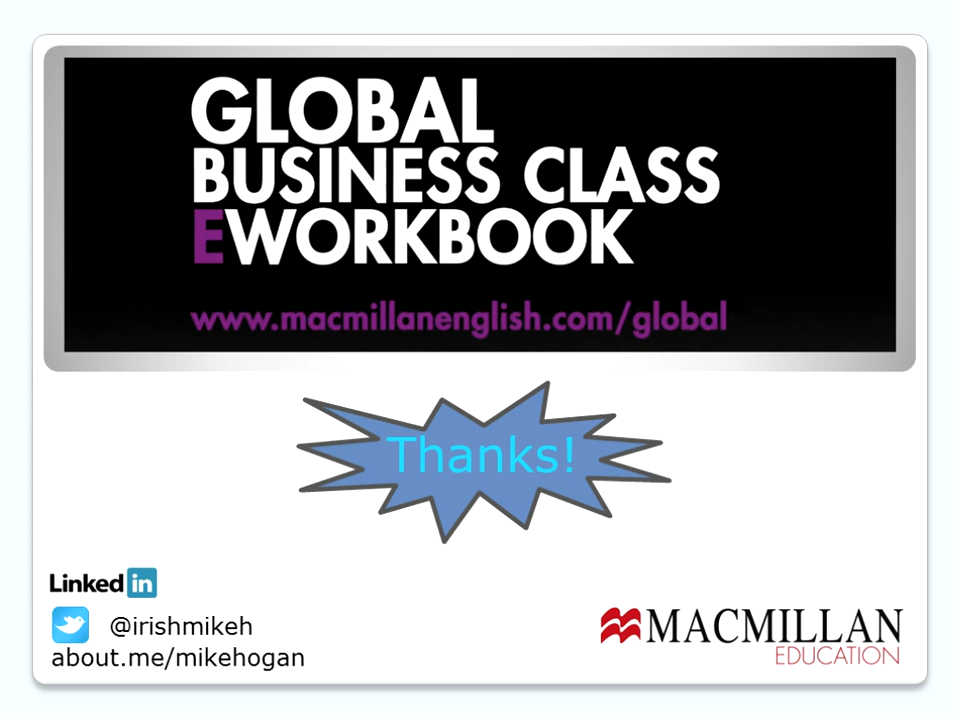 GLOBAL
BUSINESS CLASS
EWORKBOOK
www.macmillanenglish.com/global
Thanks!
Linked in
@irishmikeh
about.me/mikehogan
MACMILLAN
EDUCATION